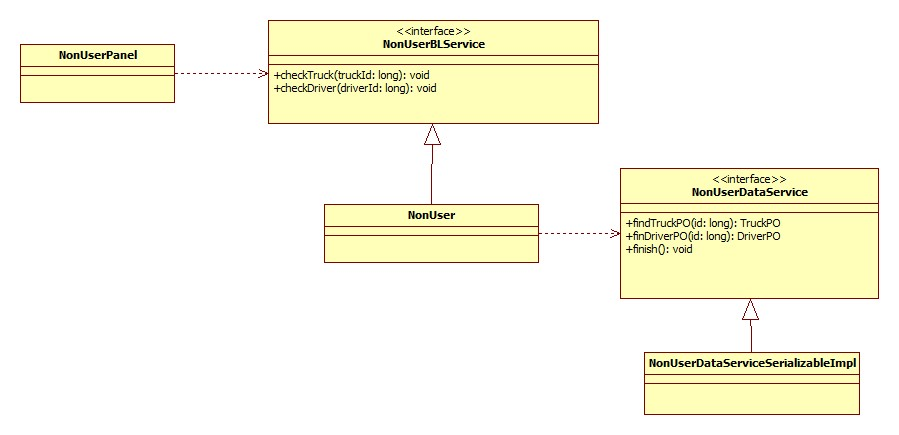 NonUserPanel
<<interface>>
NonUserBLService
+checkTruck(truckId: long): void
+checkDriver(driverId: long): void
NonUser
<<interface>>
NonUserDataService
+findTruckPO(id: long): TruckPO
+finDriverPO(id: long): DriverPO
+finish(): void
NonUserDataServiceSerializableImpl